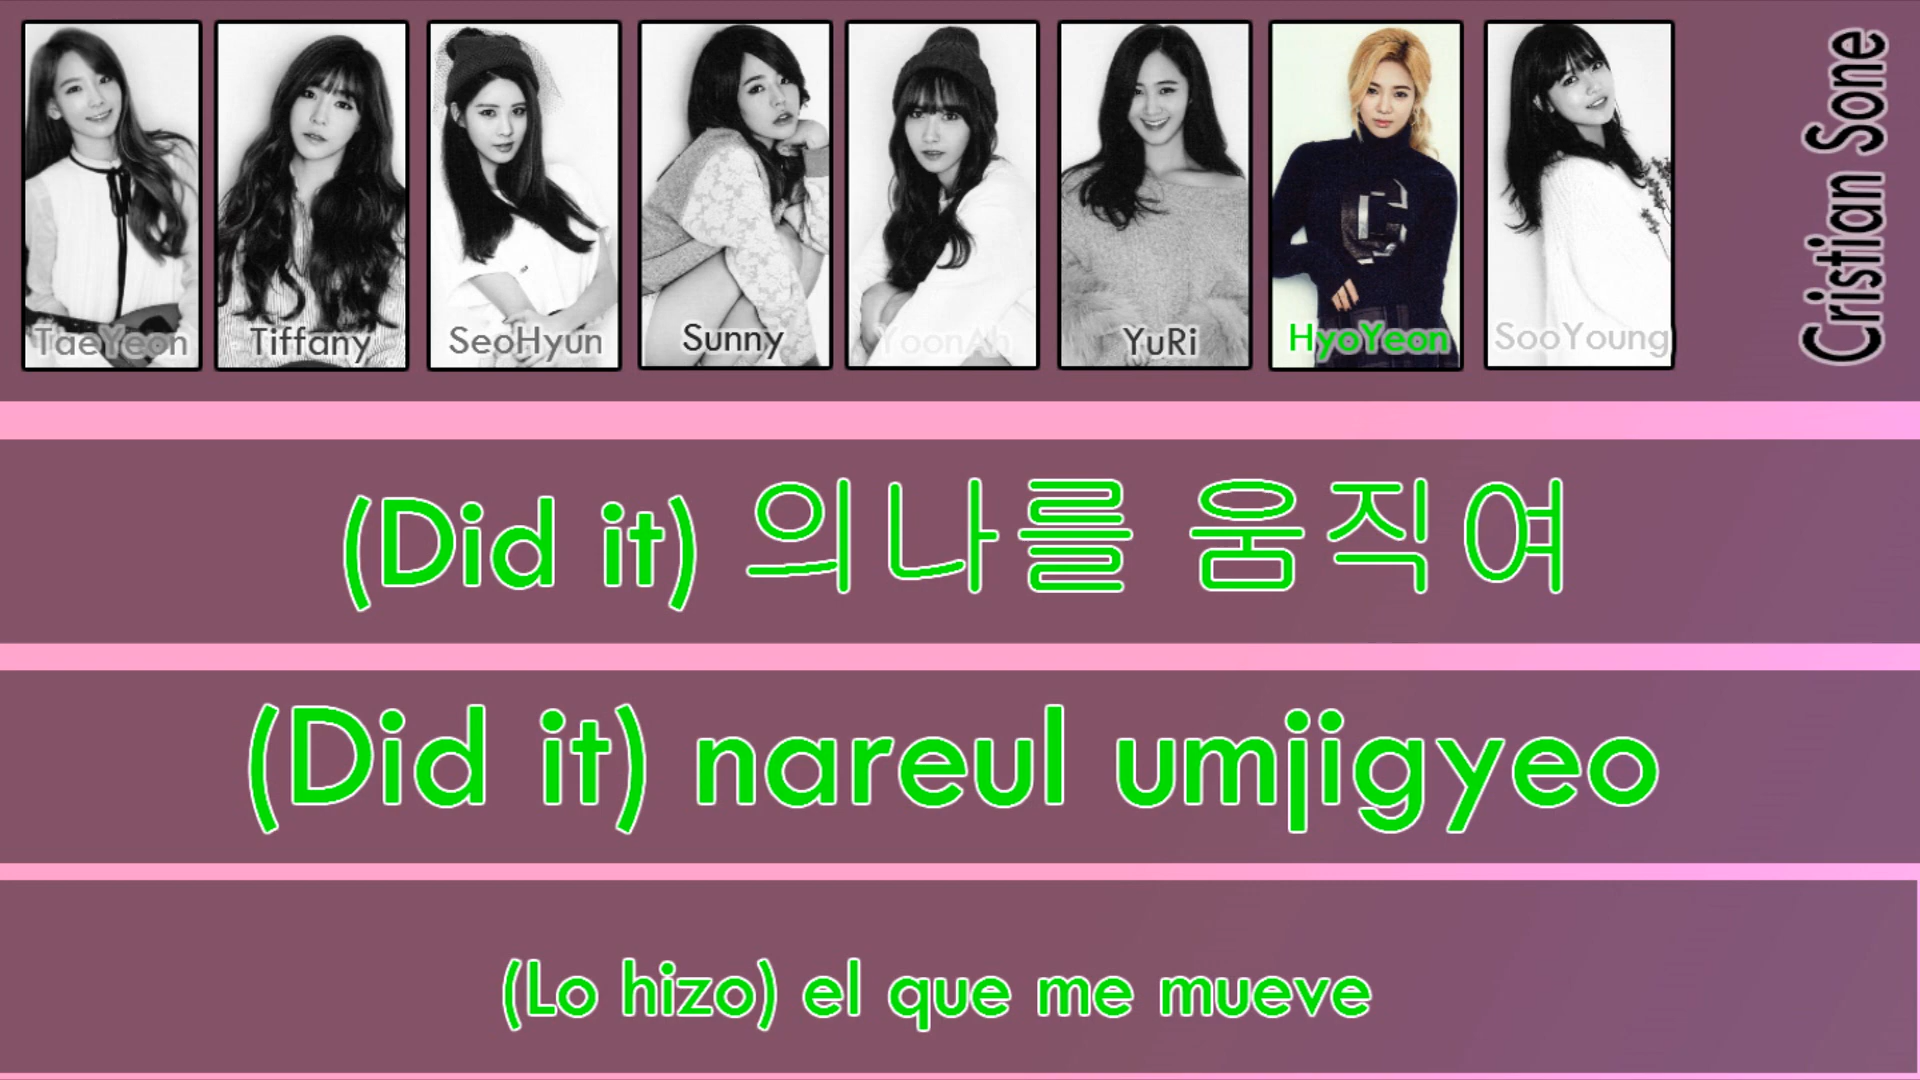 TaeYeon
Tiffany
SeoHyun
Sunny
YoonAh
YuRi
HyoYeon
SooYoung
Cristian Sone
(Did it) 의나를 움직여
(Did it) nareul umjigyeo
(Lo hizo) el que me mueve